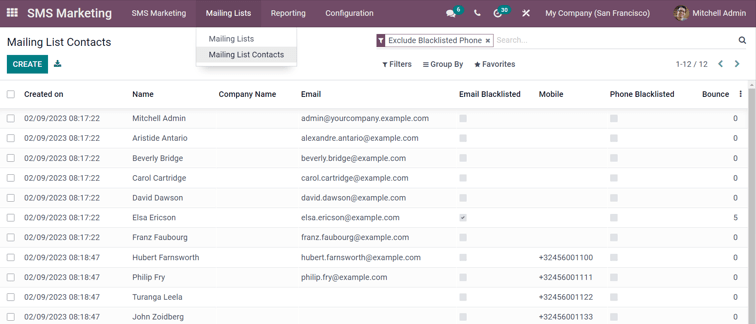 SMS Marketing SMS Marketing Mailing Lists Reporting Configuration 6 30 My Company (San Francisco) Mitchell Admin
Mailing Lists
Mailing List Contacts
Mailing List Contacts Exclude Blacklisted Phone × Search...
CREATE Filters Group By Favorites 1-12 / 12
Created on Name Company Name Email Email Blacklisted Mobile Phone Blacklisted Bounce
02/09/2023 08:17:22 Mitchell Admin admin@yourcompany.example.com 0
02/09/2023 08:17:22 Aristide Antario alexandre.antario@example.com 0
02/09/2023 08:17:22 Beverly Bridge beverly.bridge@example.com 0
02/09/2023 08:17:22 Carol Cartridge carol.cartridge@example.com 0
02/09/2023 08:17:22 David Dawson david.dawson@example.com 0
02/09/2023 08:17:22 Elsa Ericson elsa.ericson@example.com 5
02/09/2023 08:17:22 Franz Faubourg franz.faubourg@example.com 0
02/09/2023 08:18:47 Hubert Farnsworth hubert.farnsworth@example.com +32456001100 0
02/09/2023 08:18:47 Philip Fry philip.fry@example.com +32456001111 0
02/09/2023 08:18:47 Turanga Leela +32456001122 0
02/09/2023 08:18:47 John Zoidberg +32456001133 0